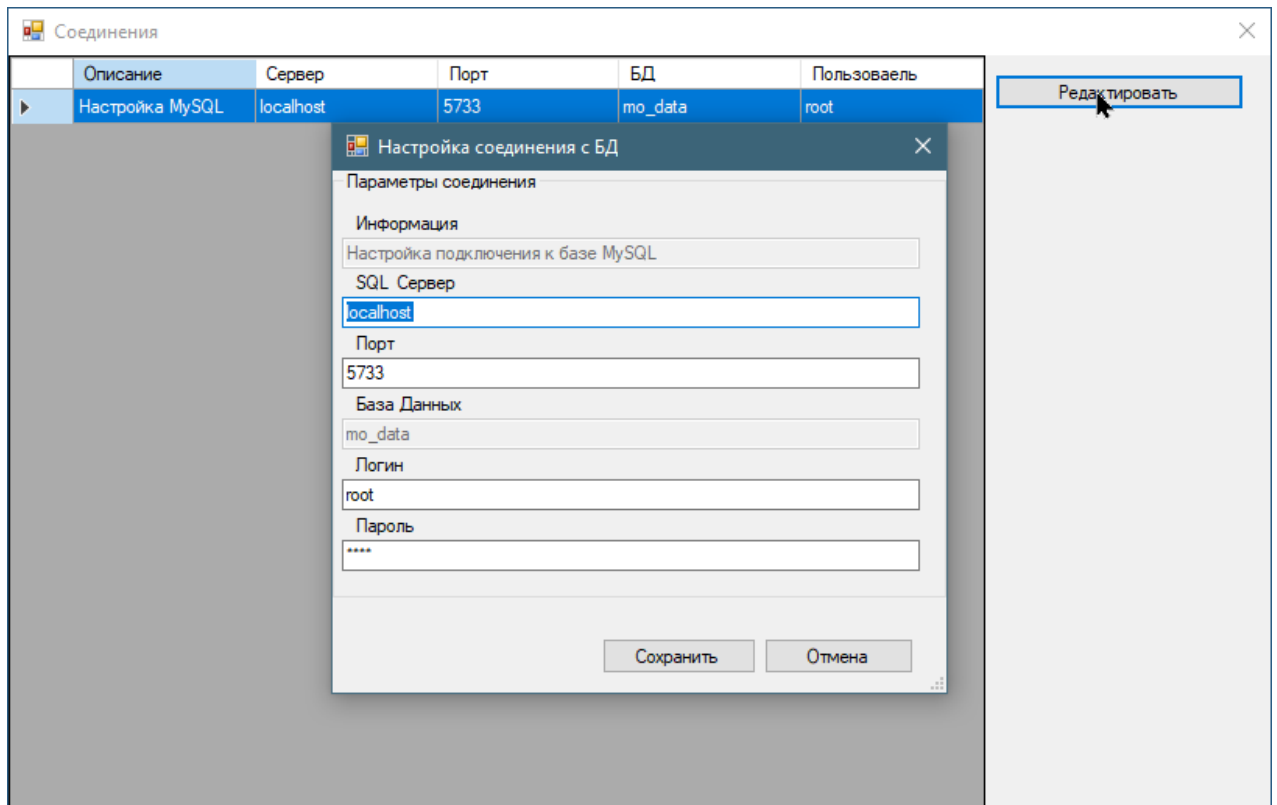 Соединения
Описание Сервер Порт БД Пользоваель
Настройка MySQL localhost 5733 mo_data root
Редактировать
Настройка соединения с БД
Параметры соединения
Информация
Настройка подключения к базе MySQL
SQL Сервер
localhost
Порт
5733
База Данных
mo_data
Логин
root
Пароль
****
Сохранить Отмена